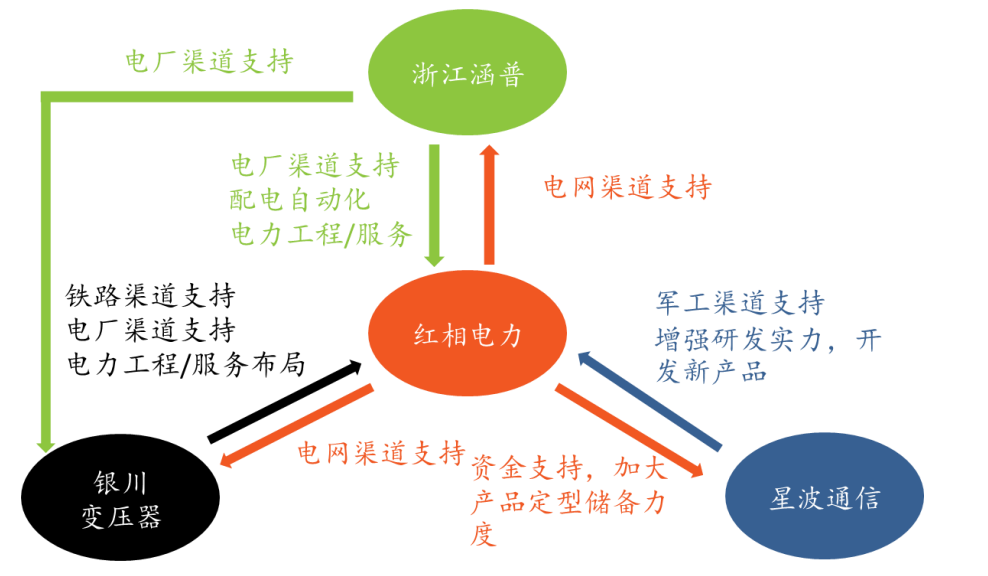 电厂渠道支持
浙江涵普
电厂渠道支持
配电自动化
电力工程/服务
电网渠道支持
铁路渠道支持
电厂渠道支持
电力工程/服务布局
红相电力
军工渠道支持
增强研发实力，开
发新产品
电网渠道支持
资金支持，加大
产品定型储备力
度
银川
变压器
星波通信